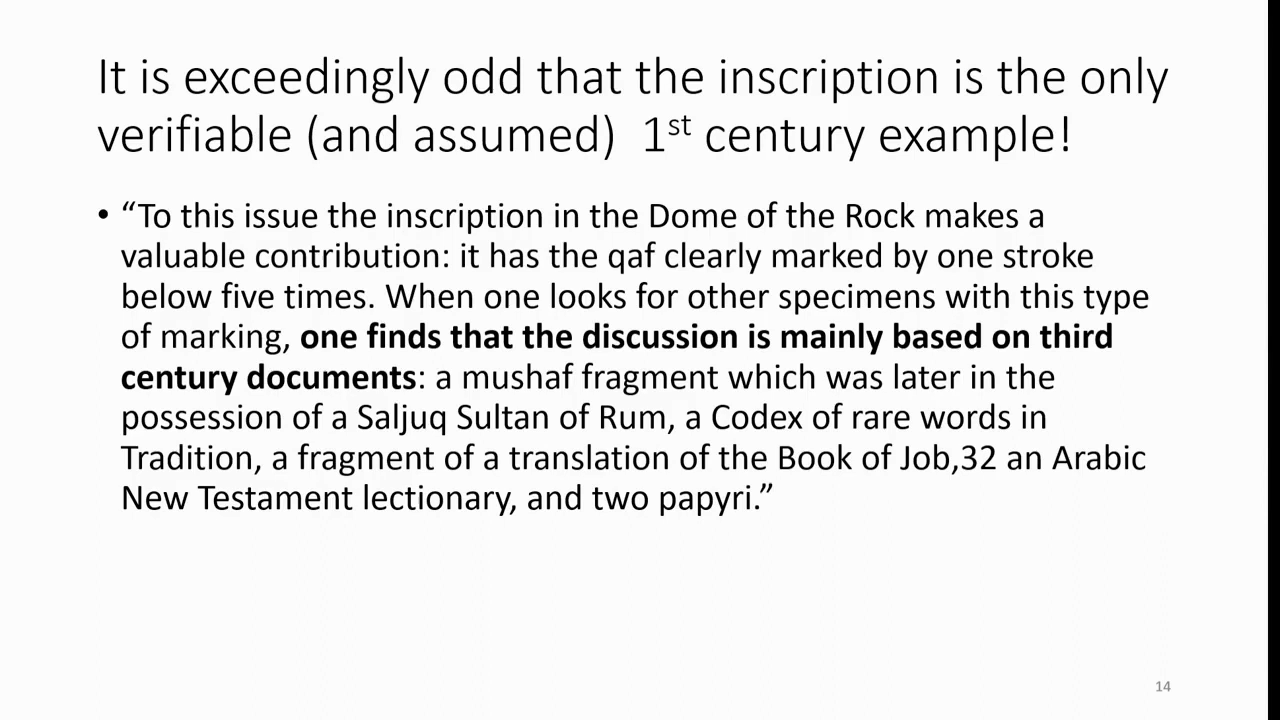 It is exceedingly odd that the inscription is the only
verifiable (and assumed)  1st century example!
• “To this issue the inscription in the Dome of the Rock makes a
valuable contribution: it has the qaf clearly marked by one stroke
below five times. When one looks for other specimens with this type
of marking, one finds that the discussion is mainly based on third
century documents: a mushaf fragment which was later in the
possession of a Saljuq Sultan of Rum, a Codex of rare words in
Tradition, a fragment of a translation of the Book of Job,32 an Arabic
New Testament lectionary, and two papyri.”
14